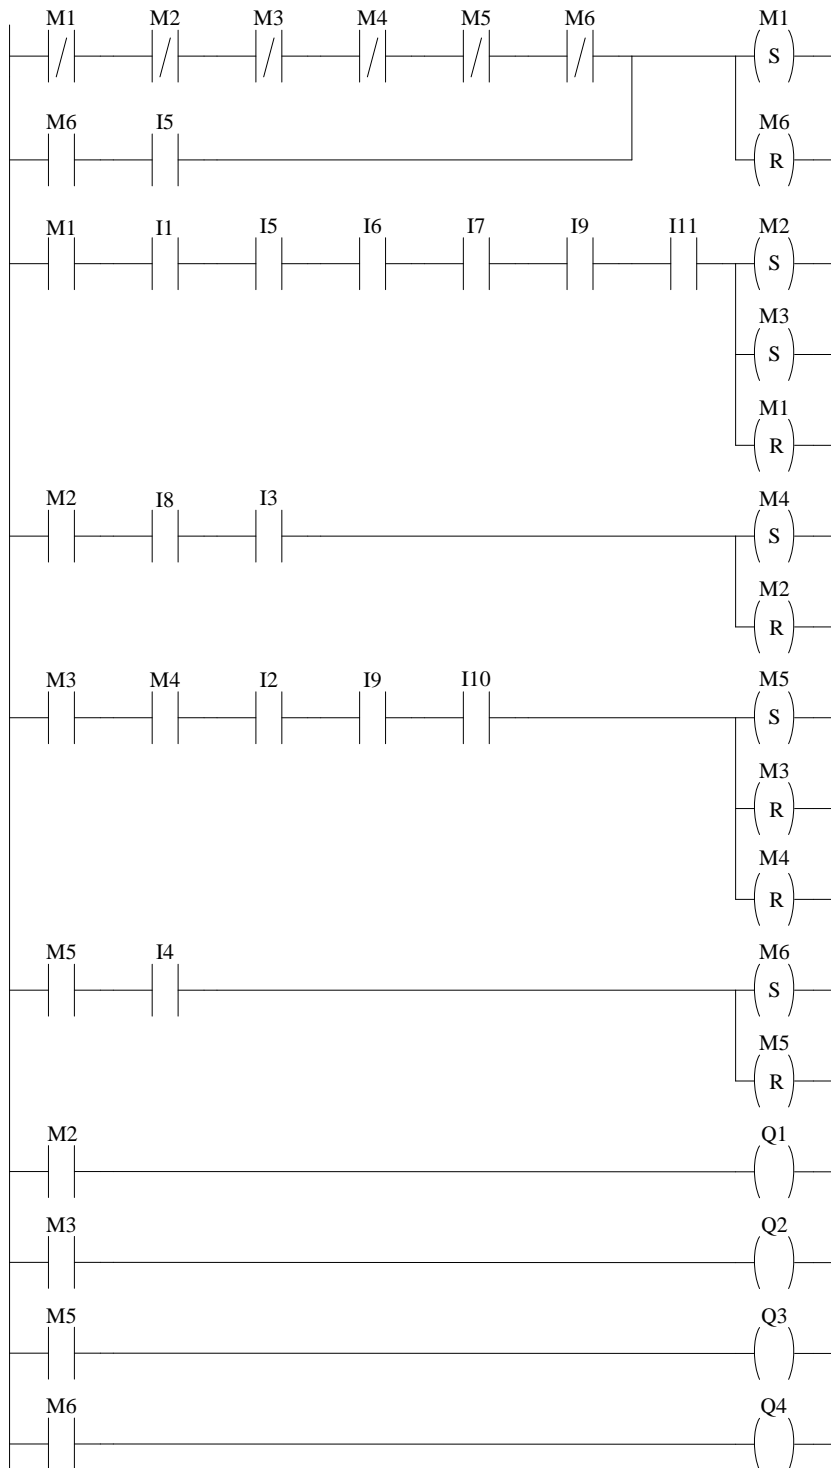 M1 M2 M3 M4 M5 M6 M1
S
M6 I5 M6
R
M1 I1 I5 I6 I7 I9 I11 M2
S
M3
S
M1
R
M2 I8 I3 M4
S
M2
R
M3 M4 I2 I9 I10 M5
S
M3
R
M4
R
M5 I4 M6
S
M5
R
M2 Q1
M3 Q2
M5 Q3
M6 Q4